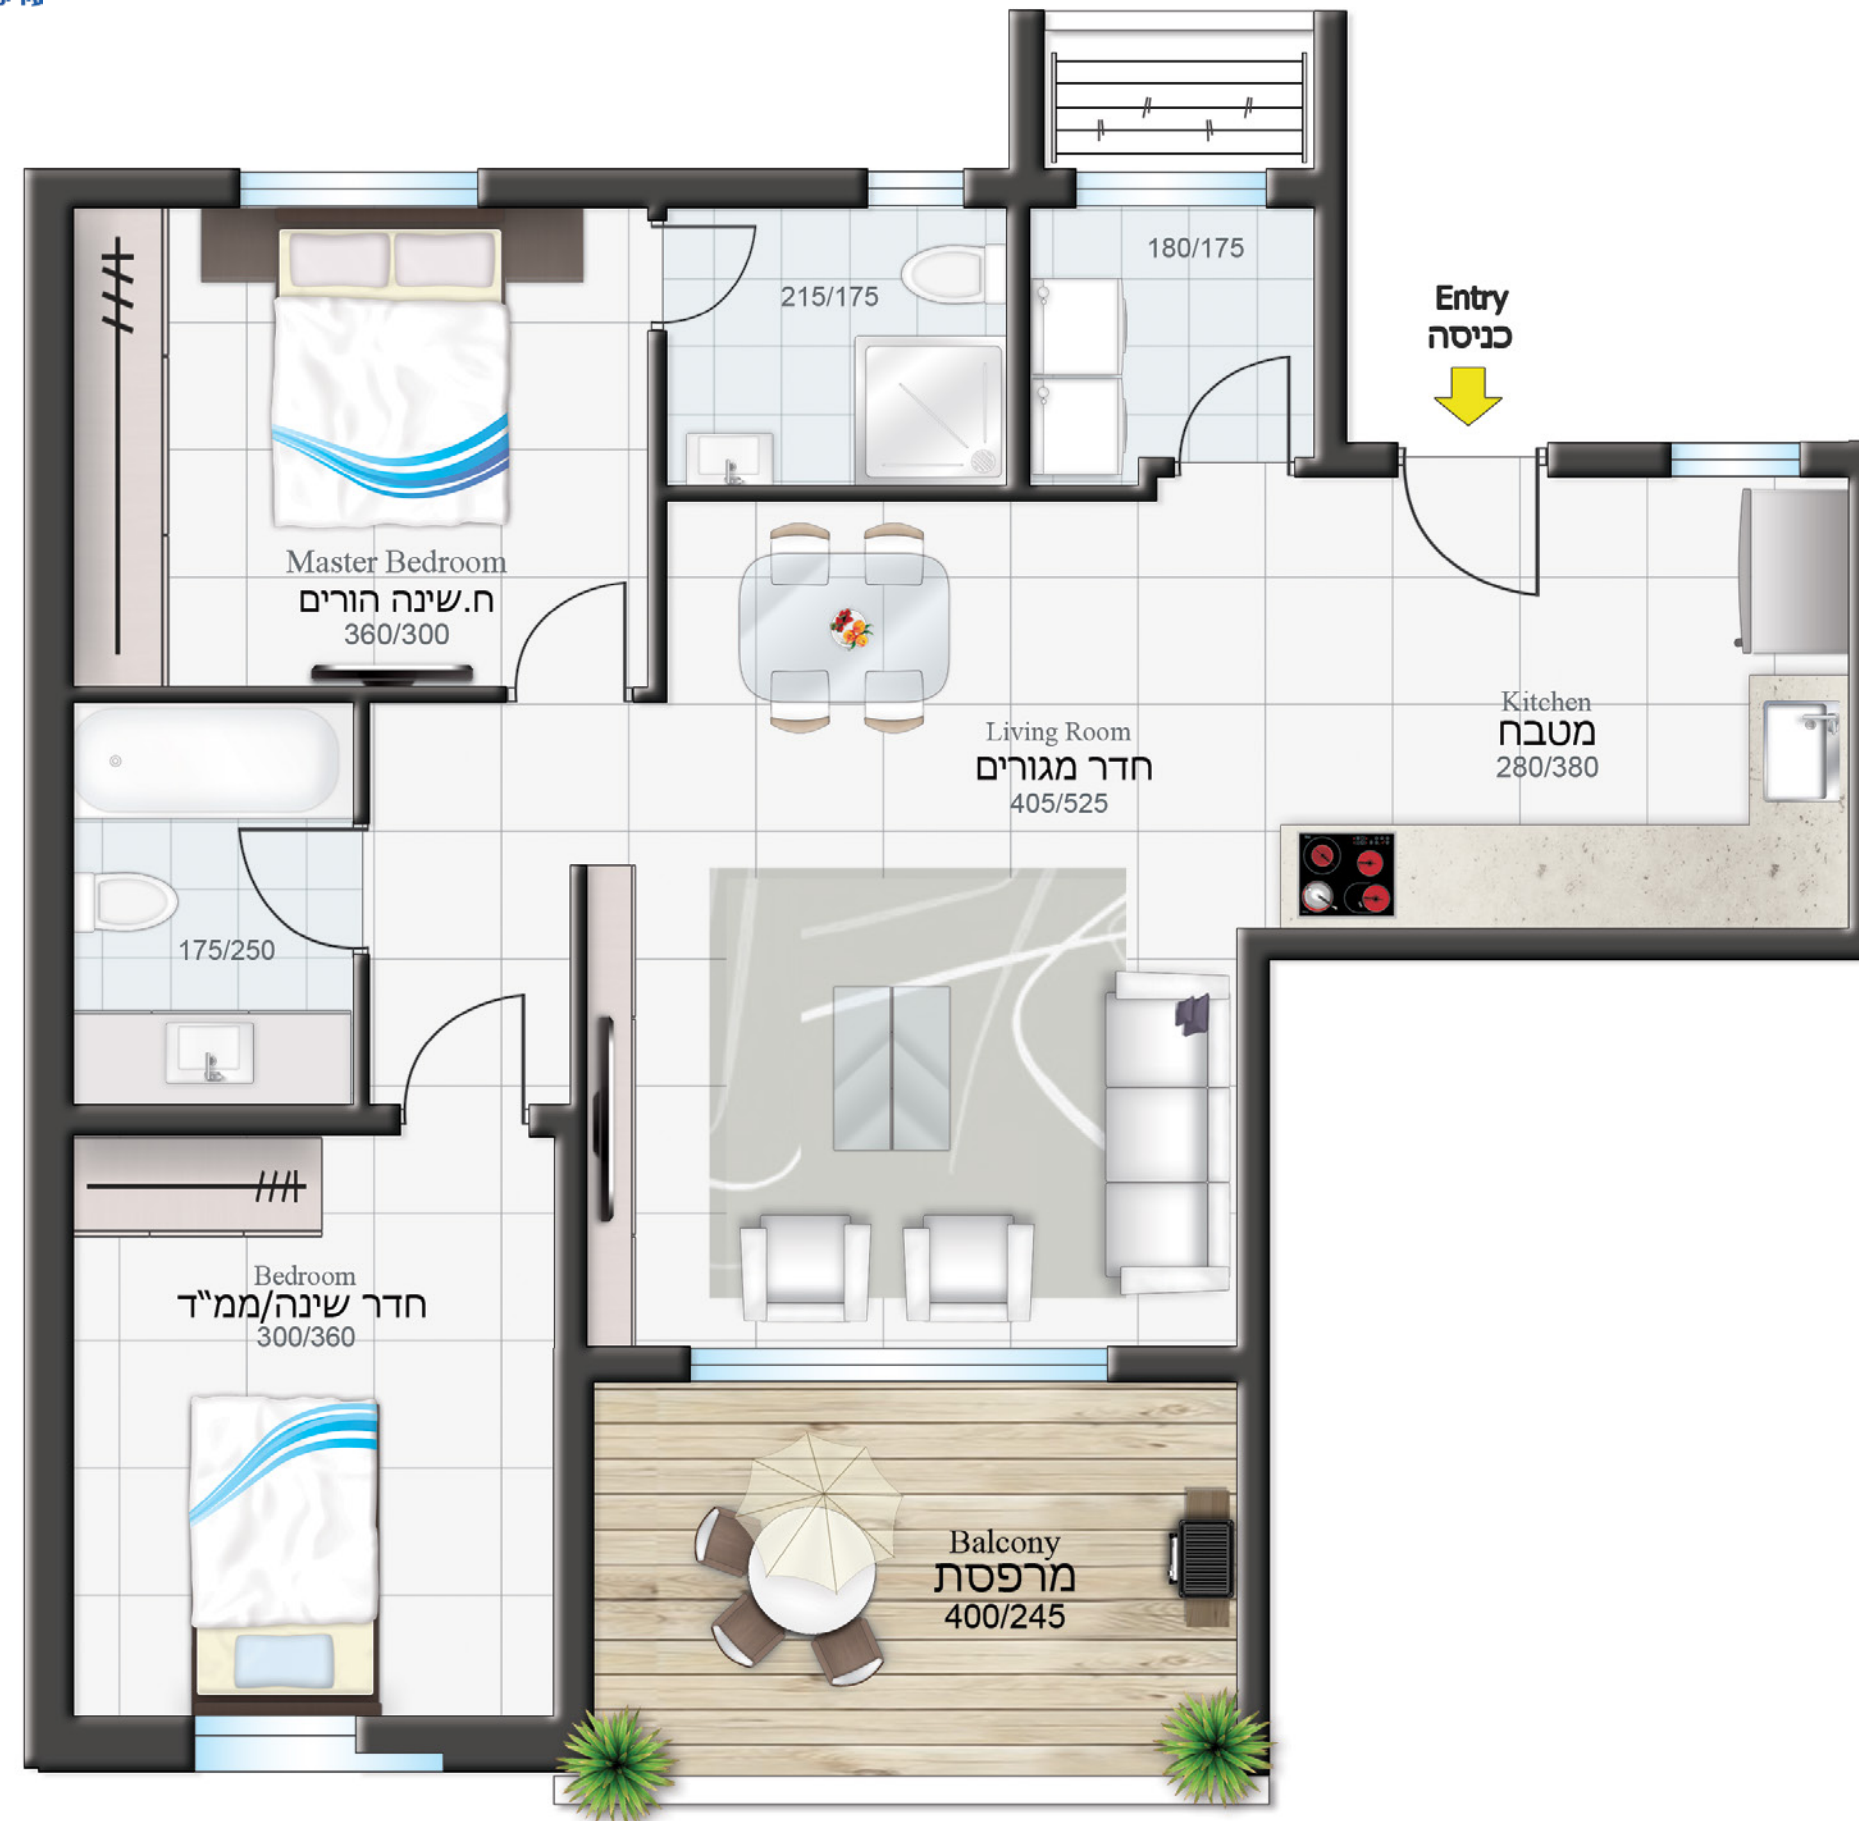 180/175
215/175
Entry
כניסה
Master Bedroom
ח.שינה הורים
360/300
Living Room
חדר מגורים
405/525
Kitchen
מטבח
280/380
175/250
Bedroom
חדר שינה/ממ"ד
300/360
Balcony
מרפסת
400/245